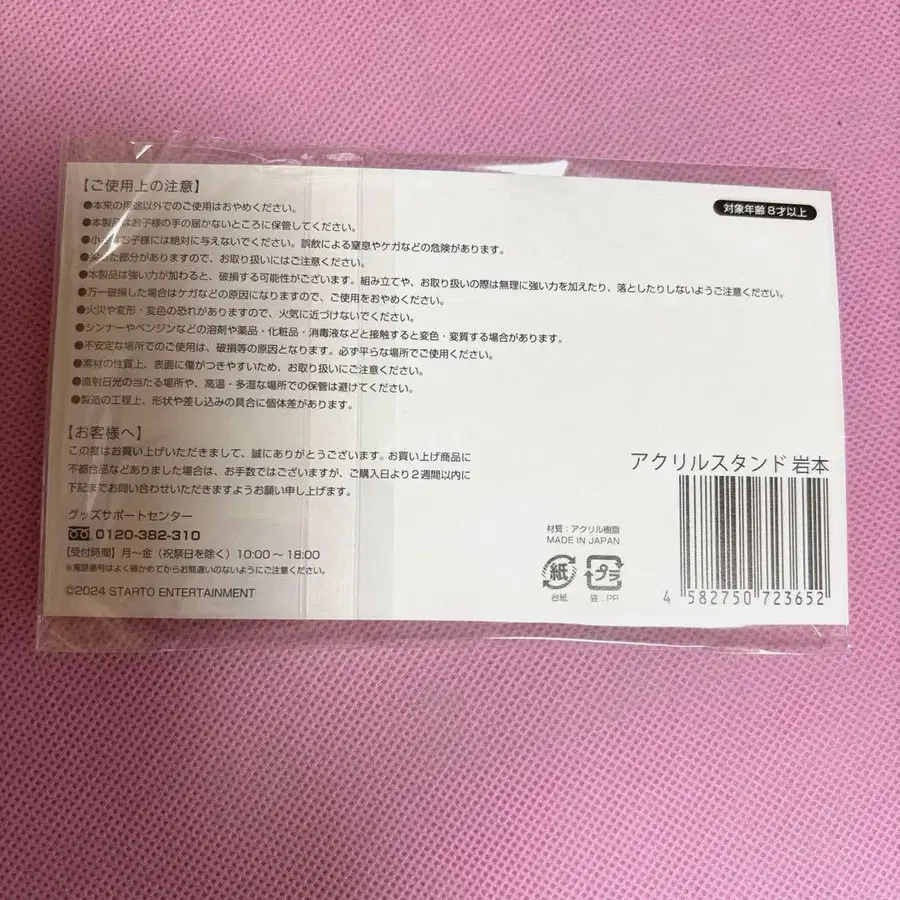 【ご使用上の注意】
対象年齢8才以上
●本来の用途以外でのご使用はおやめください。
●本製品はお子様の手の届かないところに保管してください。
●小さなお子様には絶対に与えないでください。誤飲による窒息やケガなどの危険があります。
●尖った部分がありますので、お取り扱いにはご注意ください。
●本製品は強い力が加わると、破損する可能性がございます。組み立てや、お取り扱いの際は無理に強い力を加えたり、落としたりしないようご注意ください。
●万一破損した場合はケガなどの原因になりますので、ご使用をおやめください。
●火災や変形・変色の恐れがありますので、火気に近づけないでください。
●シンナーやベンジンなどの溶剤や薬品・化粧品・消毒液などと接触すると変色・変質する場合があります。
●不安定な場所でのご使用は、破損等の原因となります。必ず平らな場所でご使用ください。
●素材の性質上、表面に傷がつきやすいため、お取り扱いにご注意ください。
●直射日光の当たる場所や、高温・多湿な場所での保管は避けてください。
●製造の工程上、形状や差し込みの具合に個体差があります。
【お客様へ】
この度はお買い上げいただきまして、誠にありがとうございます。お買い上げ商品に
不都合品などありました場合は、お手数ではございますが、ご購入日より2週間以内に
下記までお問い合わせいただきますようお願い申し上げます。
グッズサポートセンター
0120-382-310
【受付時間】月～金（祝祭日を除く）10:00～18:00
※電話番号はよく確かめてからお間違いのないようにご注意ください。
©2024 STARTO ENTERTAINMENT
材質：アクリル樹脂
MADE IN JAPAN
紙
台紙
プラ
袋：PP
アクリルスタンド 岩本
4 582750 723652